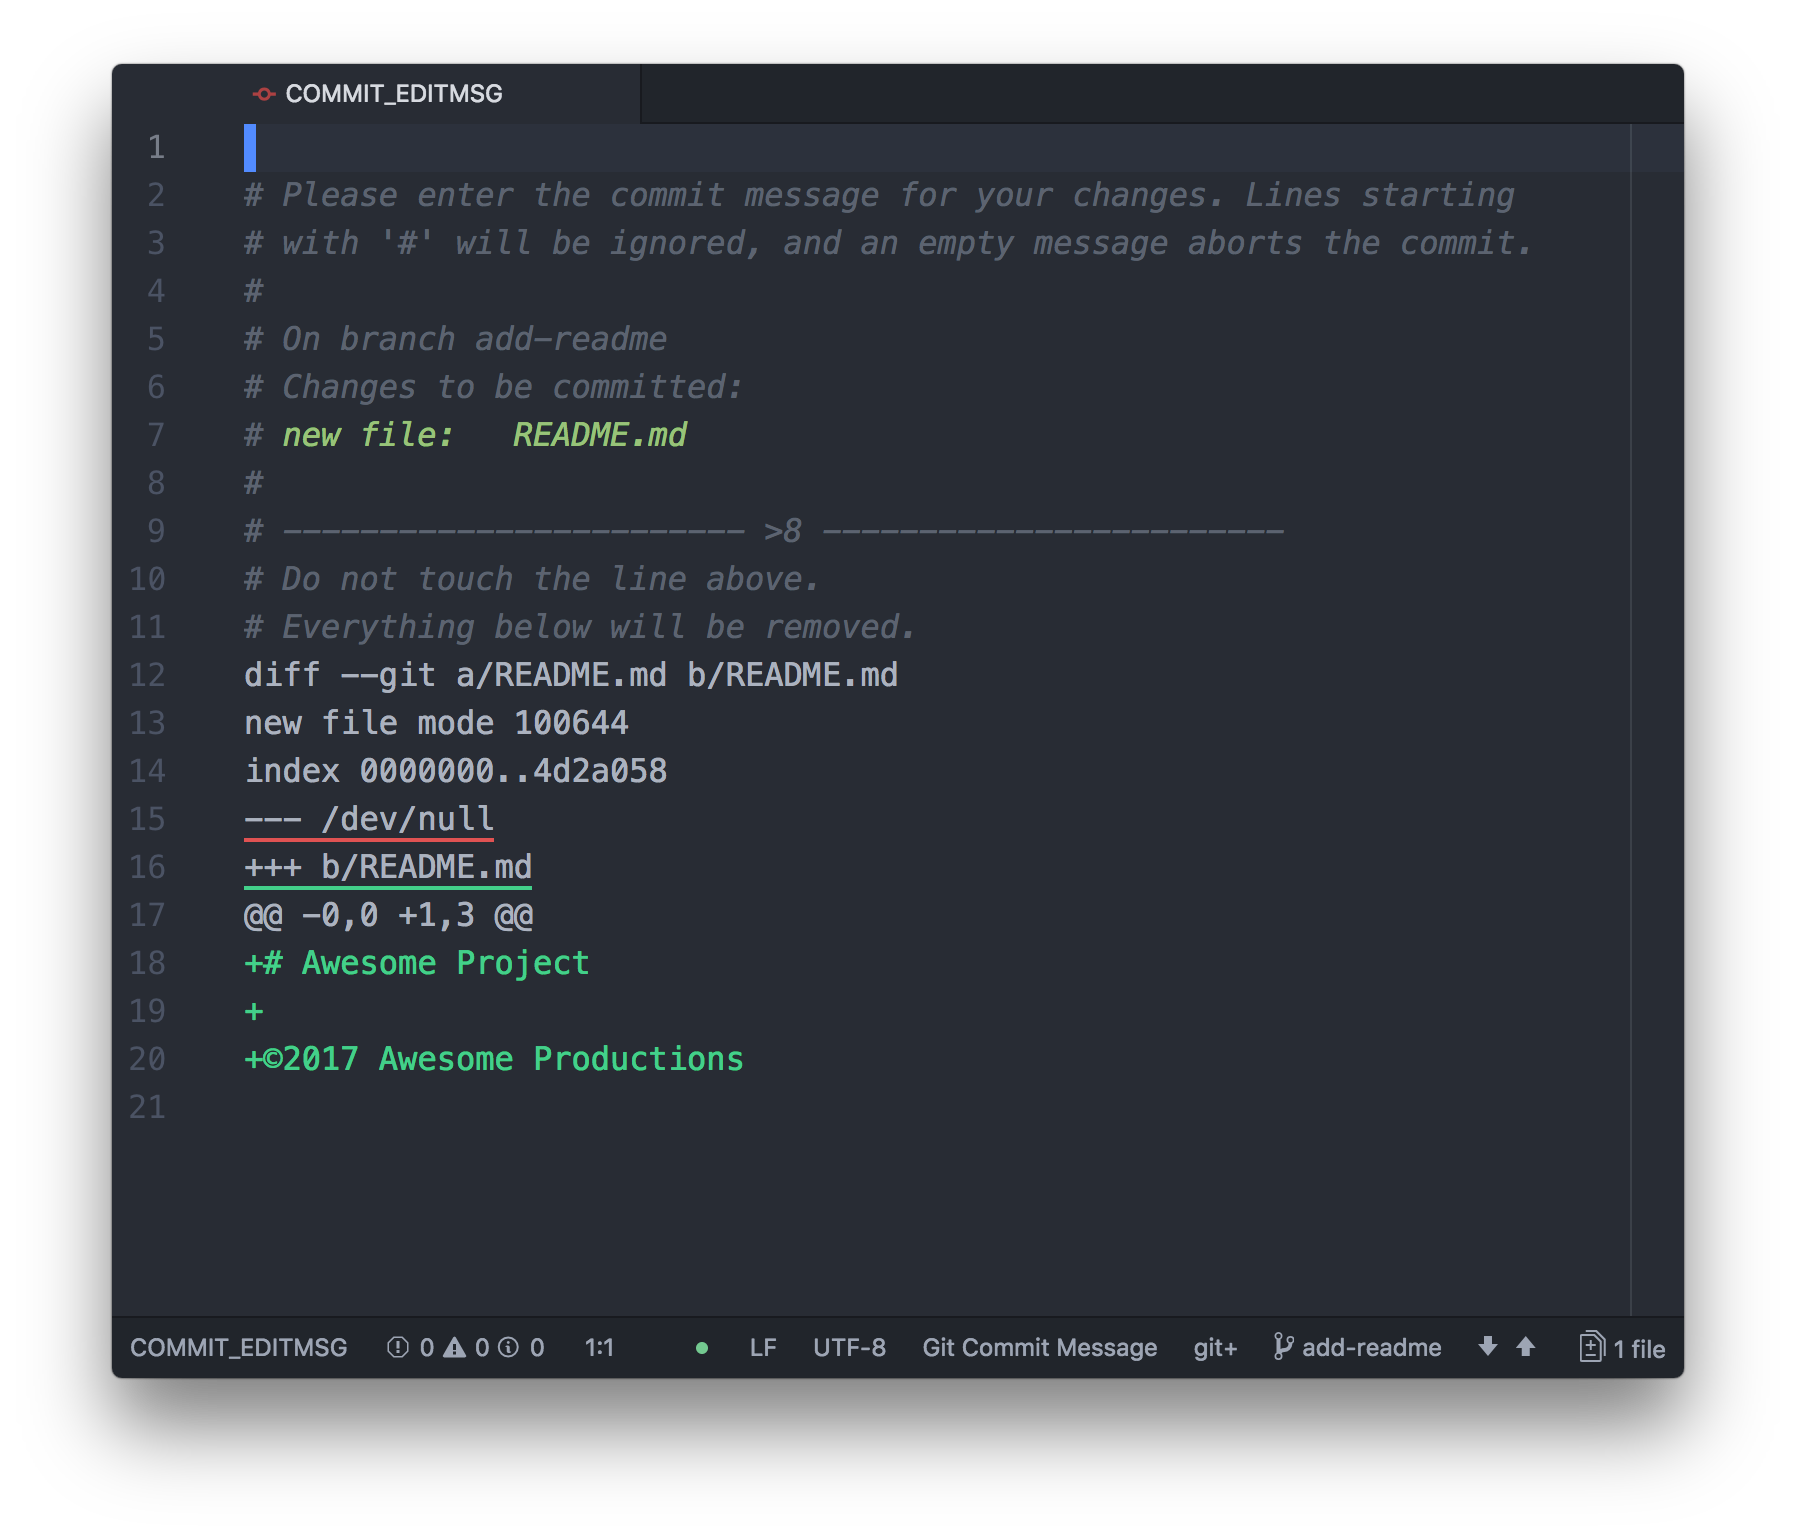 COMMIT_EDITMSG
1
2 # Please enter the commit message for your changes. Lines starting
3 # with '#' will be ignored, and an empty message aborts the commit.
4 #
5 # On branch add-readme
6 # Changes to be committed:
7 # new file:   README.md
8 #
9 # ------------------------ >8 ------------------------
10 # Do not touch the line above.
11 # Everything below will be removed.
12 diff --git a/README.md b/README.md
13 new file mode 100644
14 index 0000000..4d2a058
15 --- /dev/null
16 +++ b/README.md
17 @@ -0,0 +1,3 @@
18 +# Awesome Project
19 +
20 +©2017 Awesome Productions
21
COMMIT_EDITMSG 0 0 0 1:1 LF UTF-8 Git Commit Message git+ add-readme 1 file